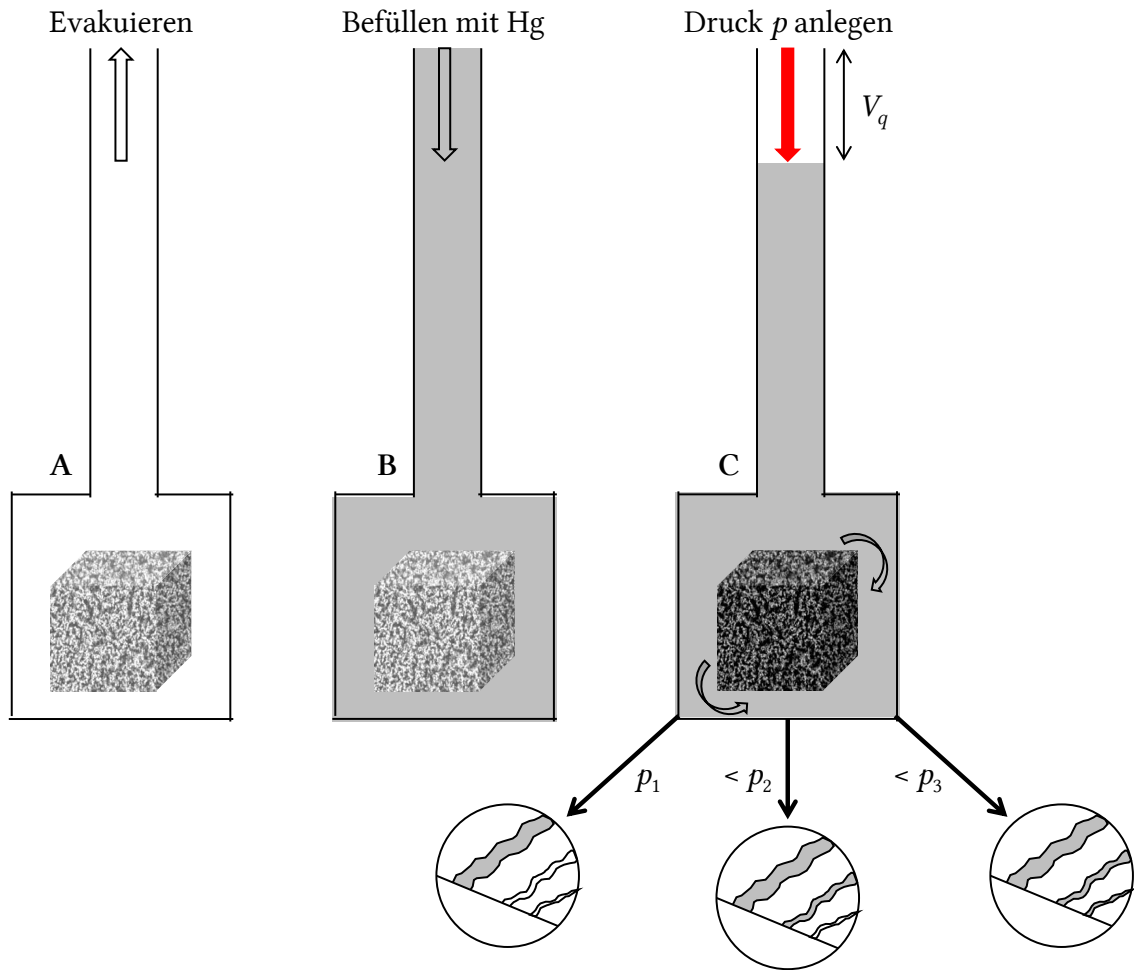 Evakuieren
Befüllen mit Hg
Druck p anlegen
V_q
A
B
C
p₁
< p₂
< p₃